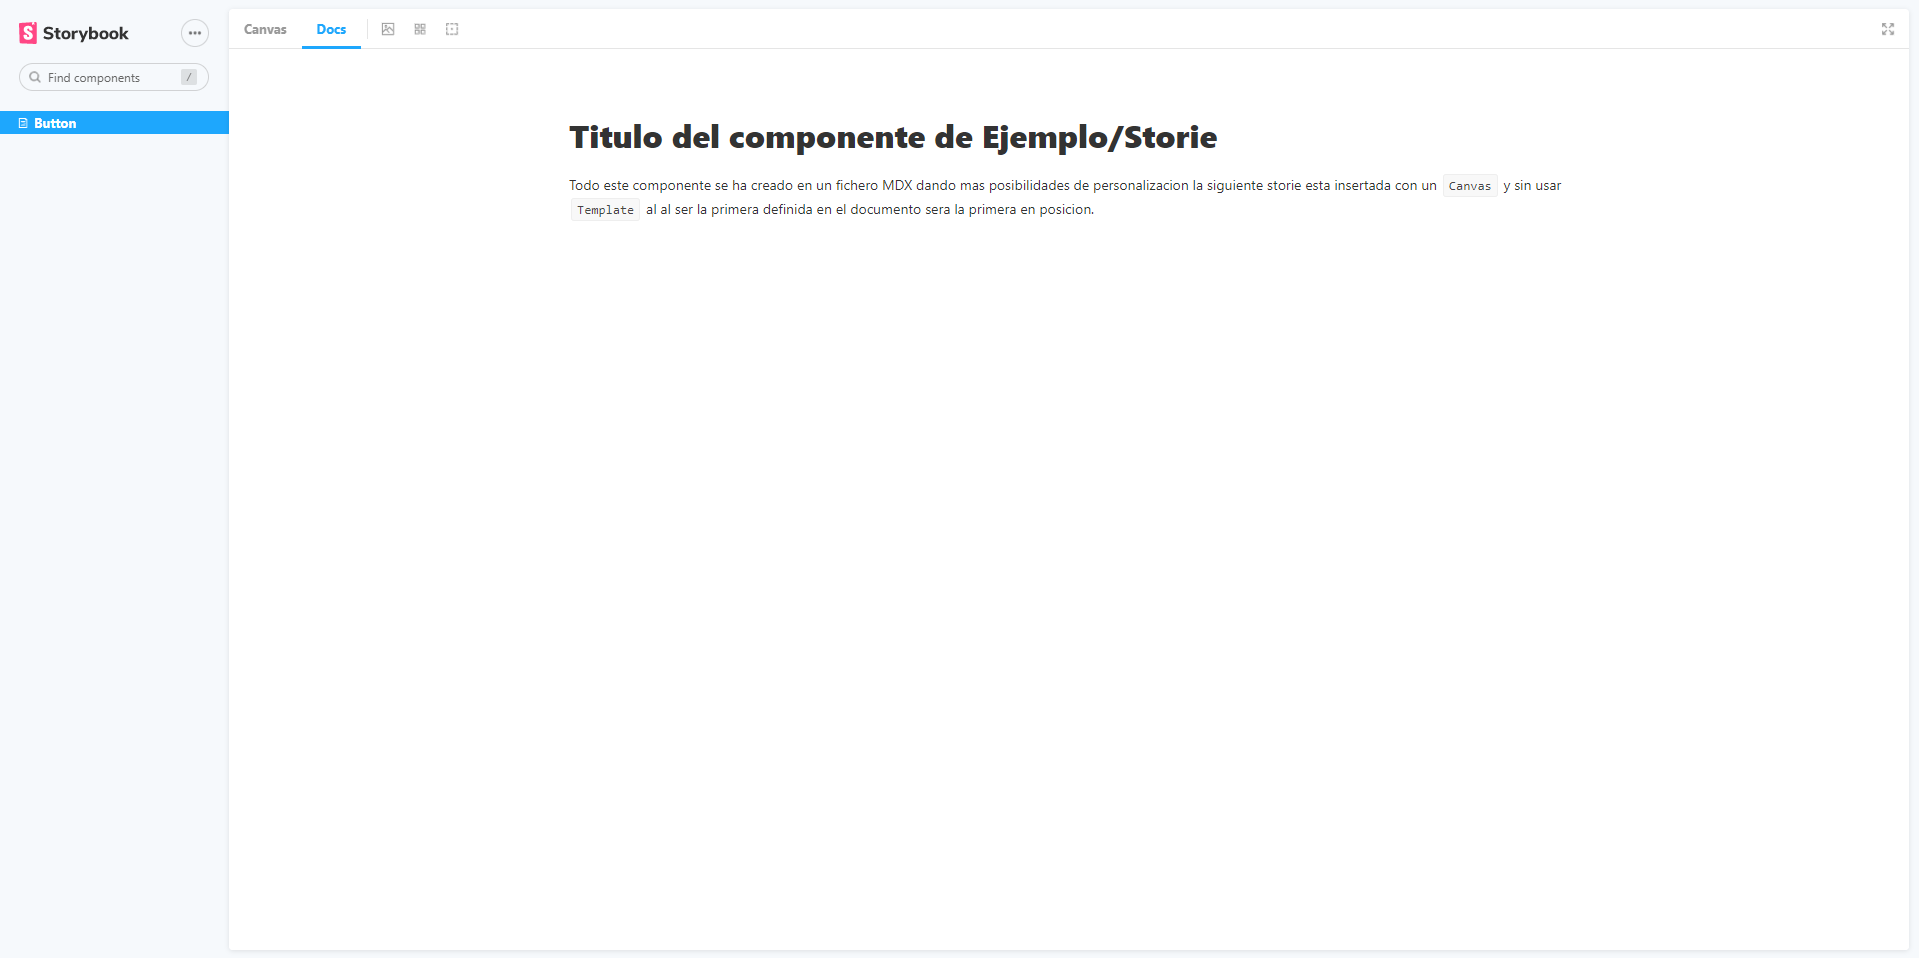 Storybook
Find components /
Button
Canvas Docs
Titulo del componente de Ejemplo/Storie
Todo este componente se ha creado en un fichero MDX dando mas posibilidades de personalizacion la siguiente storie esta insertada con un Canvas y sin usar
Template al al ser la primera definida en el documento sera la primera en posicion.